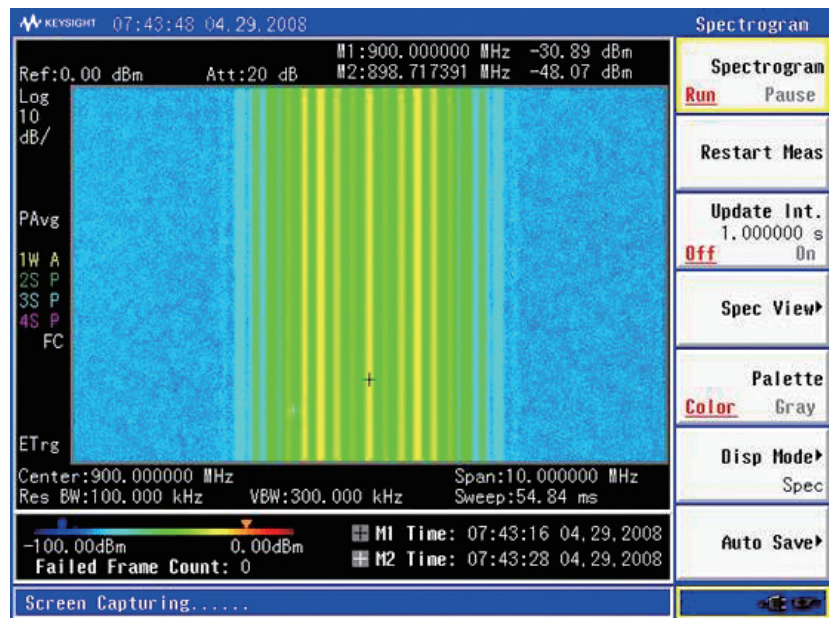 KEYSIGHT 07:43:48 04.29.2008
Spectrogram
M1:900.000000 MHz -30.89 dBm
Ref:0.00 dBm Att:20 dB M2:898.717391 MHz -48.07 dBm
Log
10
dB/
PAvg
1W A
2S P
3S P
4S P
FC
ETrg
Center:900.000000 MHz Span:10.000000 MHz
Res BW:100.000 kHz VBW:300.000 kHz Sweep:54.84 ms
-100.00dBm 0.00dBm
Failed Frame Count: 0
M1 Time: 07:43:16 04.29.2008
M2 Time: 07:43:28 04.29.2008
Screen Capturing......
Spectrogram
Run Pause
Restart Meas
Update Int.
1.000000 s
Off On
Spec View
Palette
Color Gray
Disp Mode
Spec
Auto Save